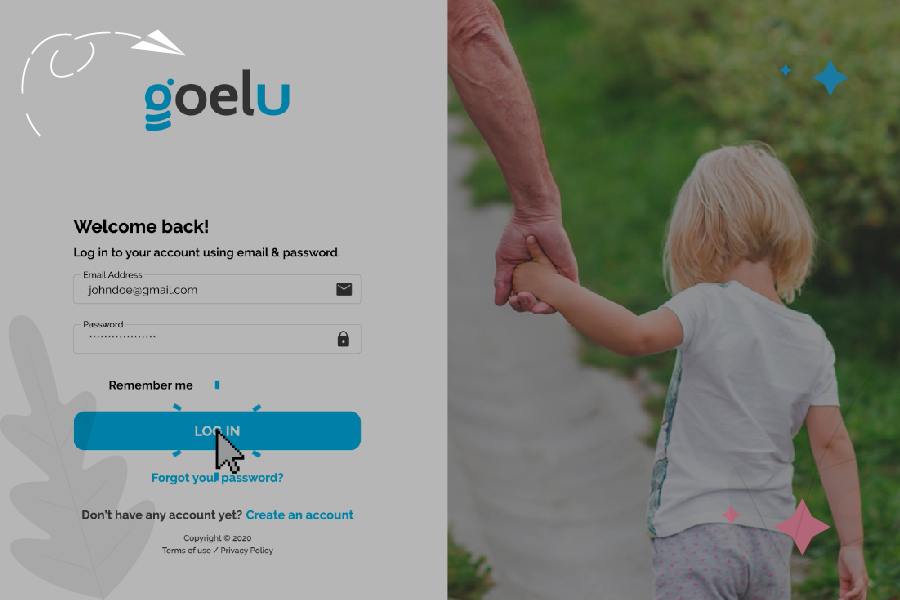 goelu
Welcome back!
Log in to your account using email & password.
Email Address
johndoe@gmail.com
Password
Remember me
LOG IN
Forgot your password?
Don't have any account yet? Create an account
Copyright © 2020
Terms of use / Privacy Policy